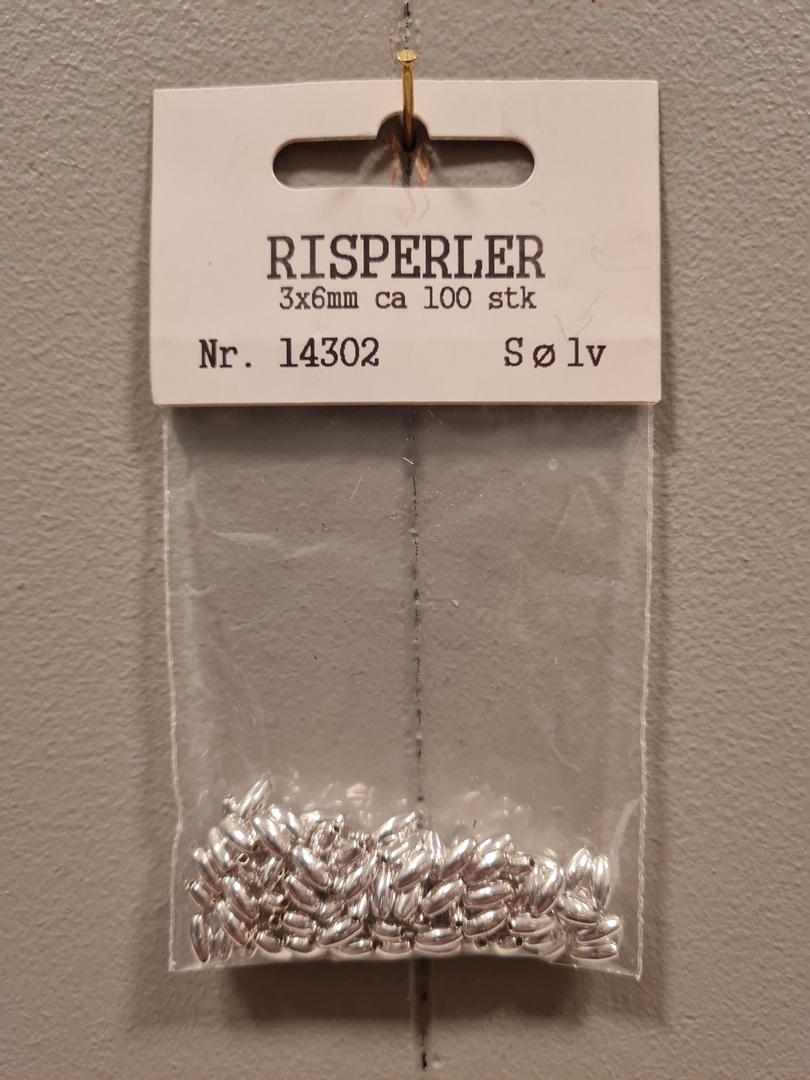 RISPERLER
3x6mm ca 100 stk
Nr. 14302 Sølv